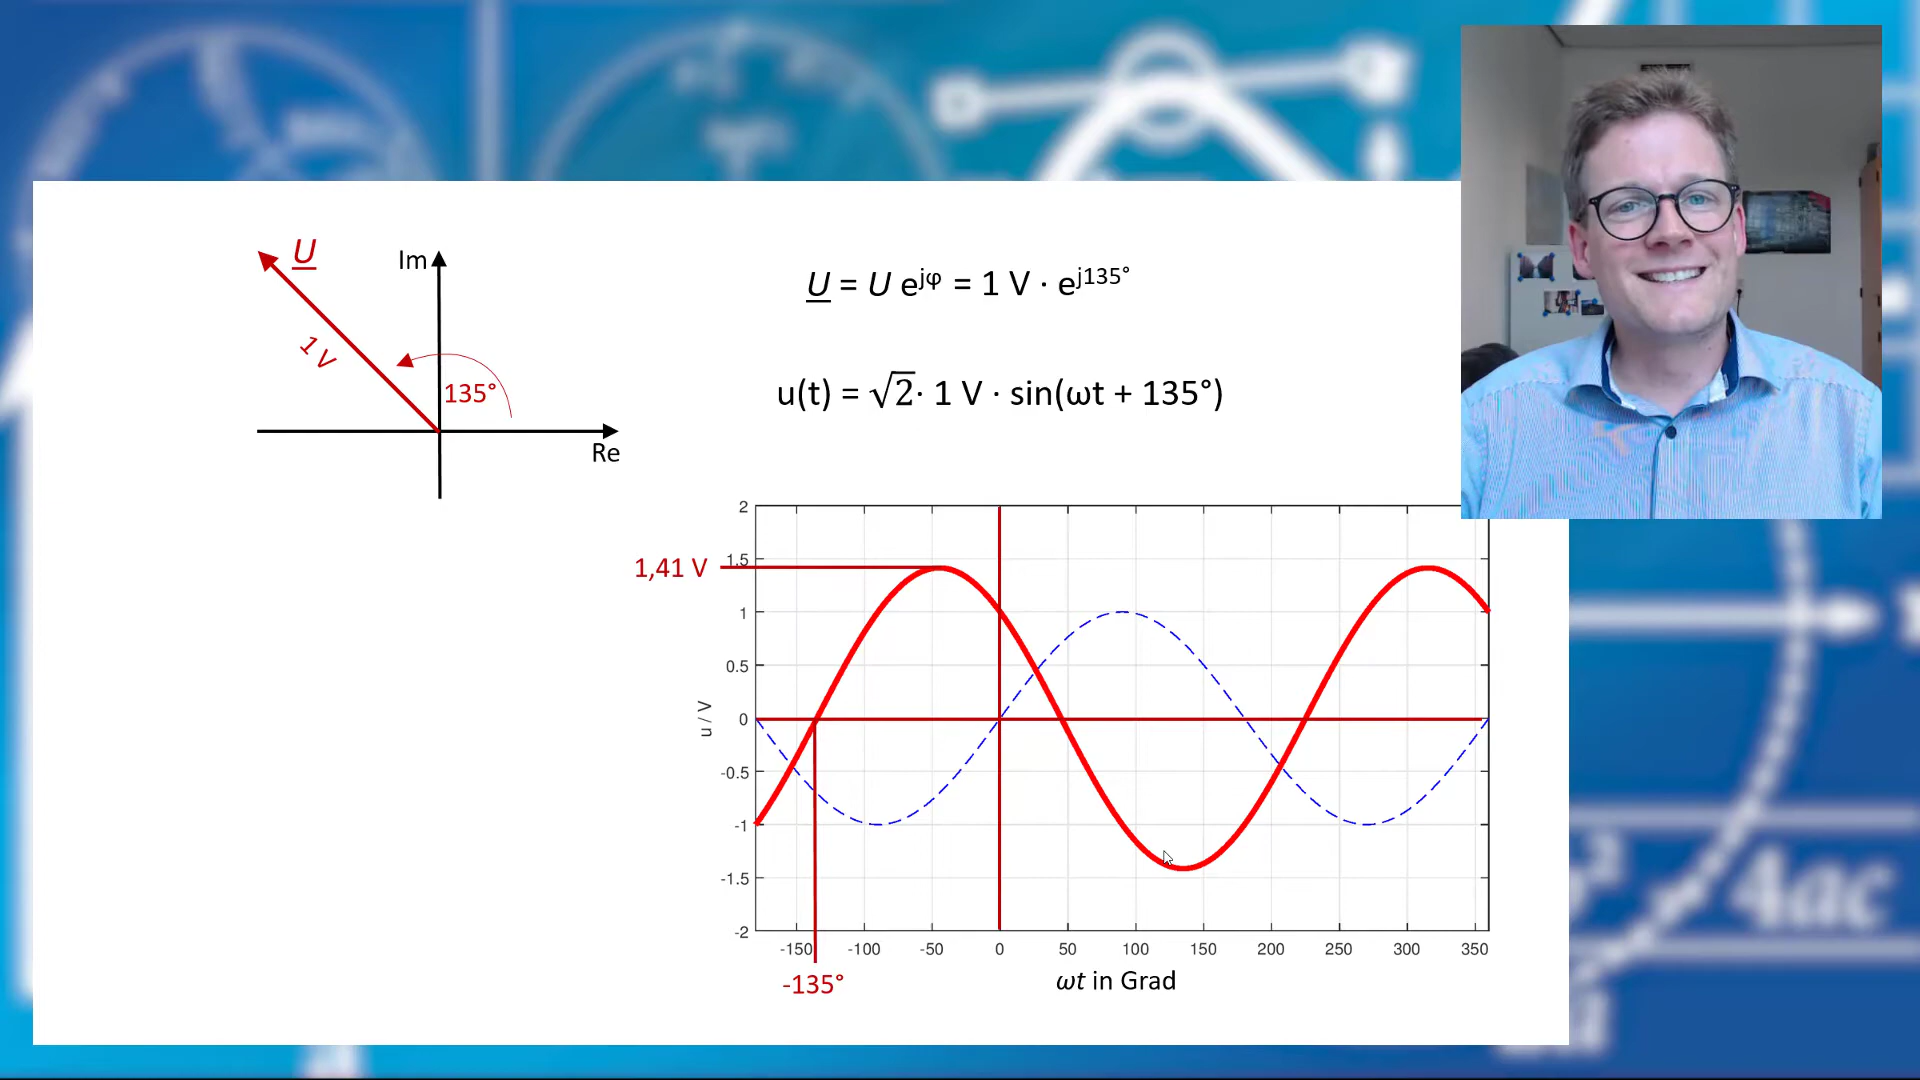 U
Im
1 V
135°
Re
U = U e^jφ = 1 V · e^j135°
u(t) = √2· 1 V · sin(ωt + 135°)
1,41 V
2
1.5
1
0.5
0
-0.5
-1
-1.5
-2
u / V
-150 -100 -50 0 50 100 150 200 250 300 350
-135°
ωt in Grad
2
4ac